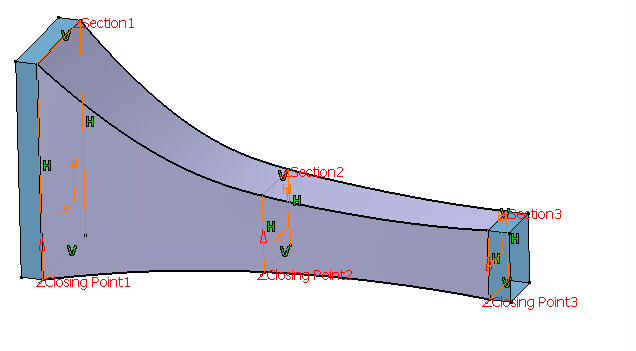 Section1
V
H
H
V
Section2
V
H
H
H
V
Section3
V
H
H
V
Closing Point1
Closing Point2
Closing Point3